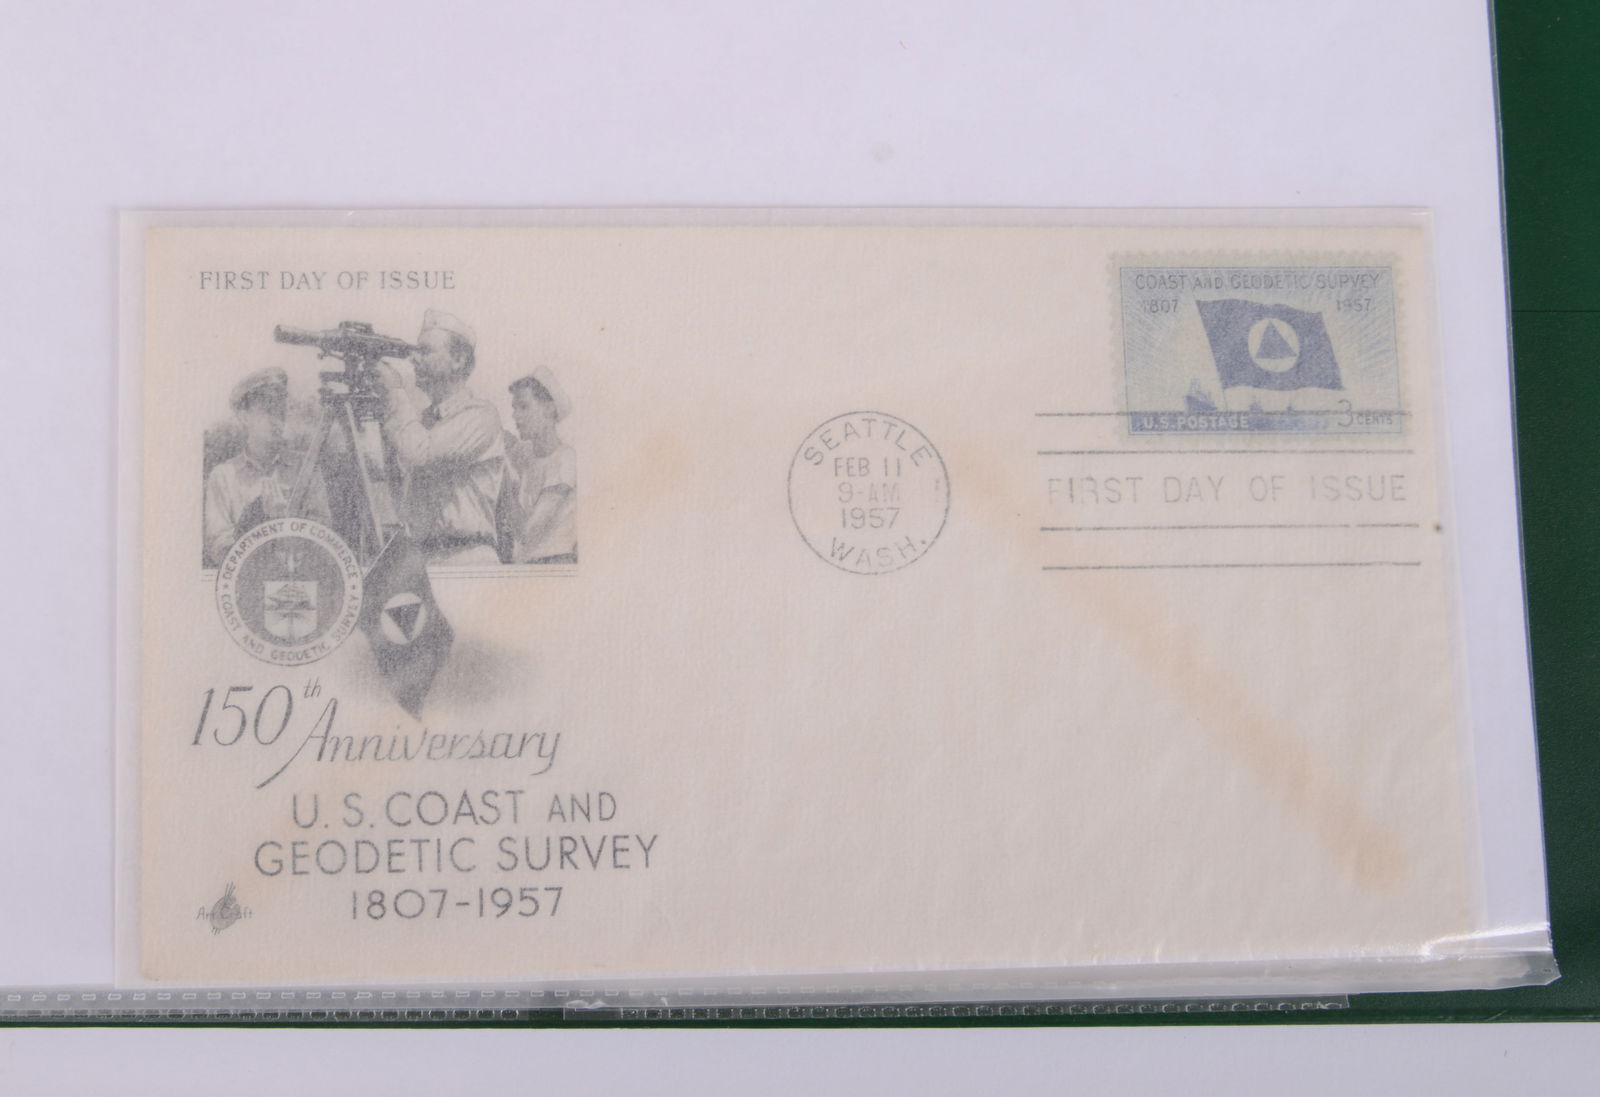 FIRST DAY OF ISSUE
DEPARTMENT OF COMMERCE
COAST AND GEODETIC SURVEY
150th Anniversary
U. S. COAST AND
GEODETIC SURVEY
1807-1957
Art Craft
SEATTLE
FEB 11
9-AM
1957
WASH.
COAST AND GEODETIC SURVEY
1807 1957
U.S. POSTAGE 3 CENTS
FIRST DAY OF ISSUE